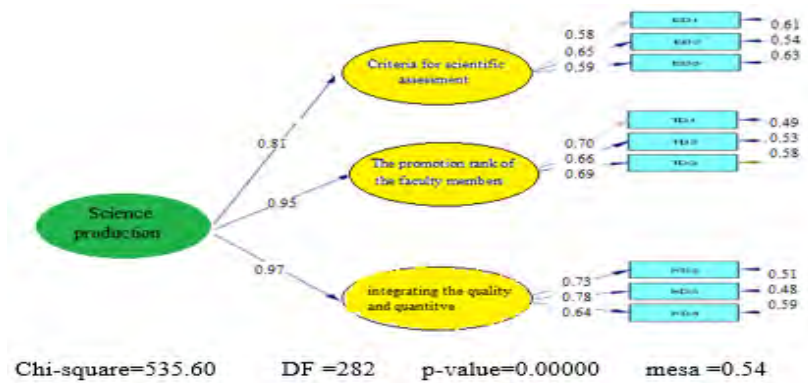 0.58
0.65
0.59
0.61
0.54
0.63
Criteria for scientific
assessment
0.81
0.70
0.66
0.69
0.49
0.53
0.58
The promotion rank of
the faculty members
0.95
Science
production
0.97
0.73
0.78
0.64
0.51
0.48
0.59
integrating the quality
and quantitve
Chi-square=535.60 DF =282 p-value=0.00000 mesa =0.54